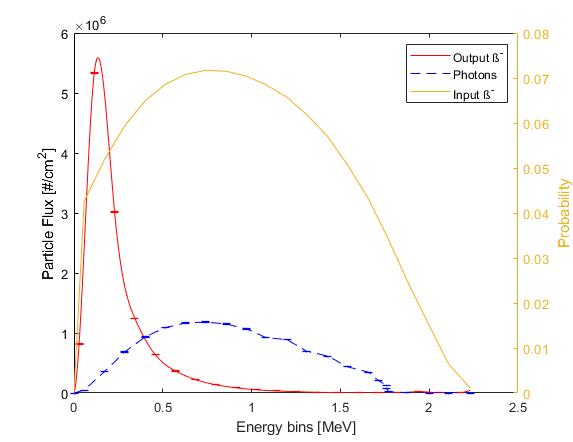 ×10⁶
6
5
4
3
2
1
0
Particle Flux [#/cm²]
0.08
0.07
0.06
0.05
0.04
0.03
0.02
0.01
0
Probability
Output ß⁻
Photons
Input ß⁻
0 0.5 1 1.5 2 2.5
Energy bins [MeV]